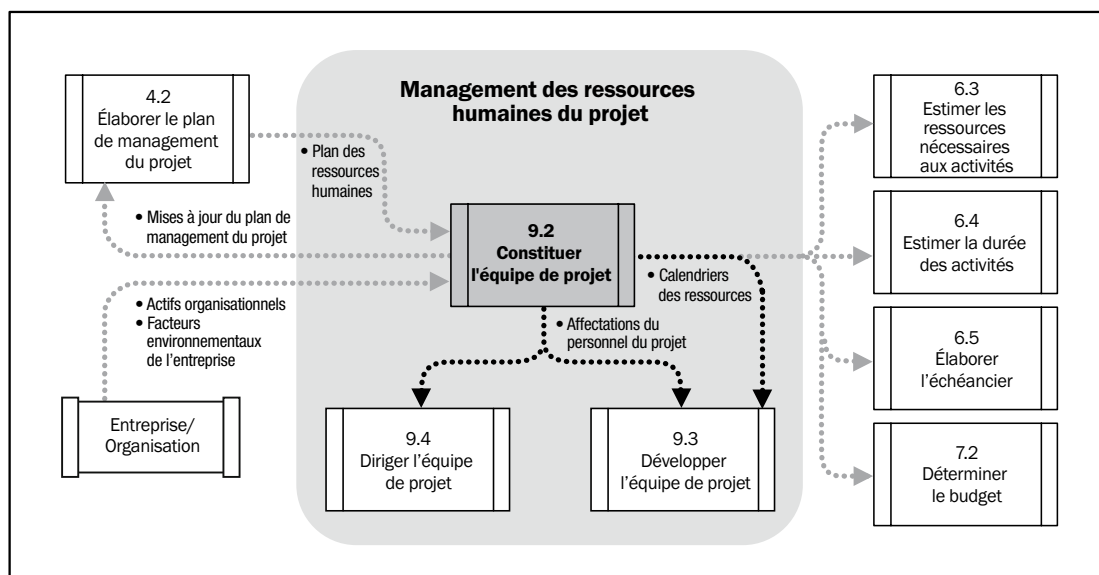 Management des ressources
humaines du projet
4.2
Élaborer le plan
de management
du projet
• Plan des
ressources
humaines
• Mises à jour du plan de
management du projet
9.2
Constituer
l'équipe de projet
• Actifs organisationnels
• Facteurs
environnementaux
de l’entreprise
Entreprise/
Organisation
• Calendriers
des ressources
• Affectations du
personnel du projet
9.4
Diriger l’équipe
de projet
9.3
Développer
l’équipe de projet
6.3
Estimer les
ressources
nécessaires
aux activités
6.4
Estimer la durée
des activités
6.5
Élaborer
l’échéancier
7.2
Déterminer
le budget